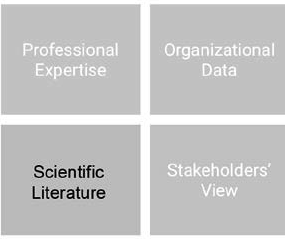 Professional
Expertise
Organizational
Data
Scientific
Literature
Stakeholders'
View